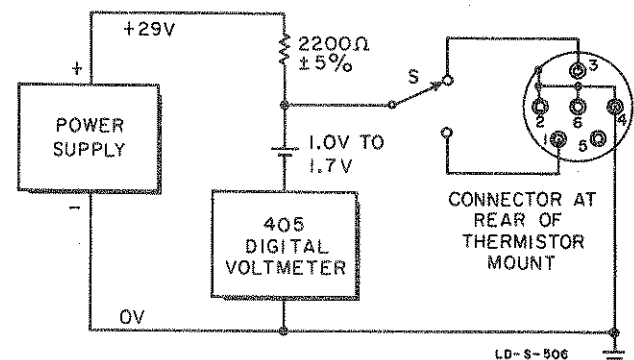 +29V
2200Ω
±5%
+
S
3
POWER
SUPPLY
2
6
4
1
5
1.0V TO
1.7V
-
CONNECTOR AT
REAR OF
THERMISTOR
MOUNT
405
DIGITAL
VOLTMETER
0V
LD-S-506